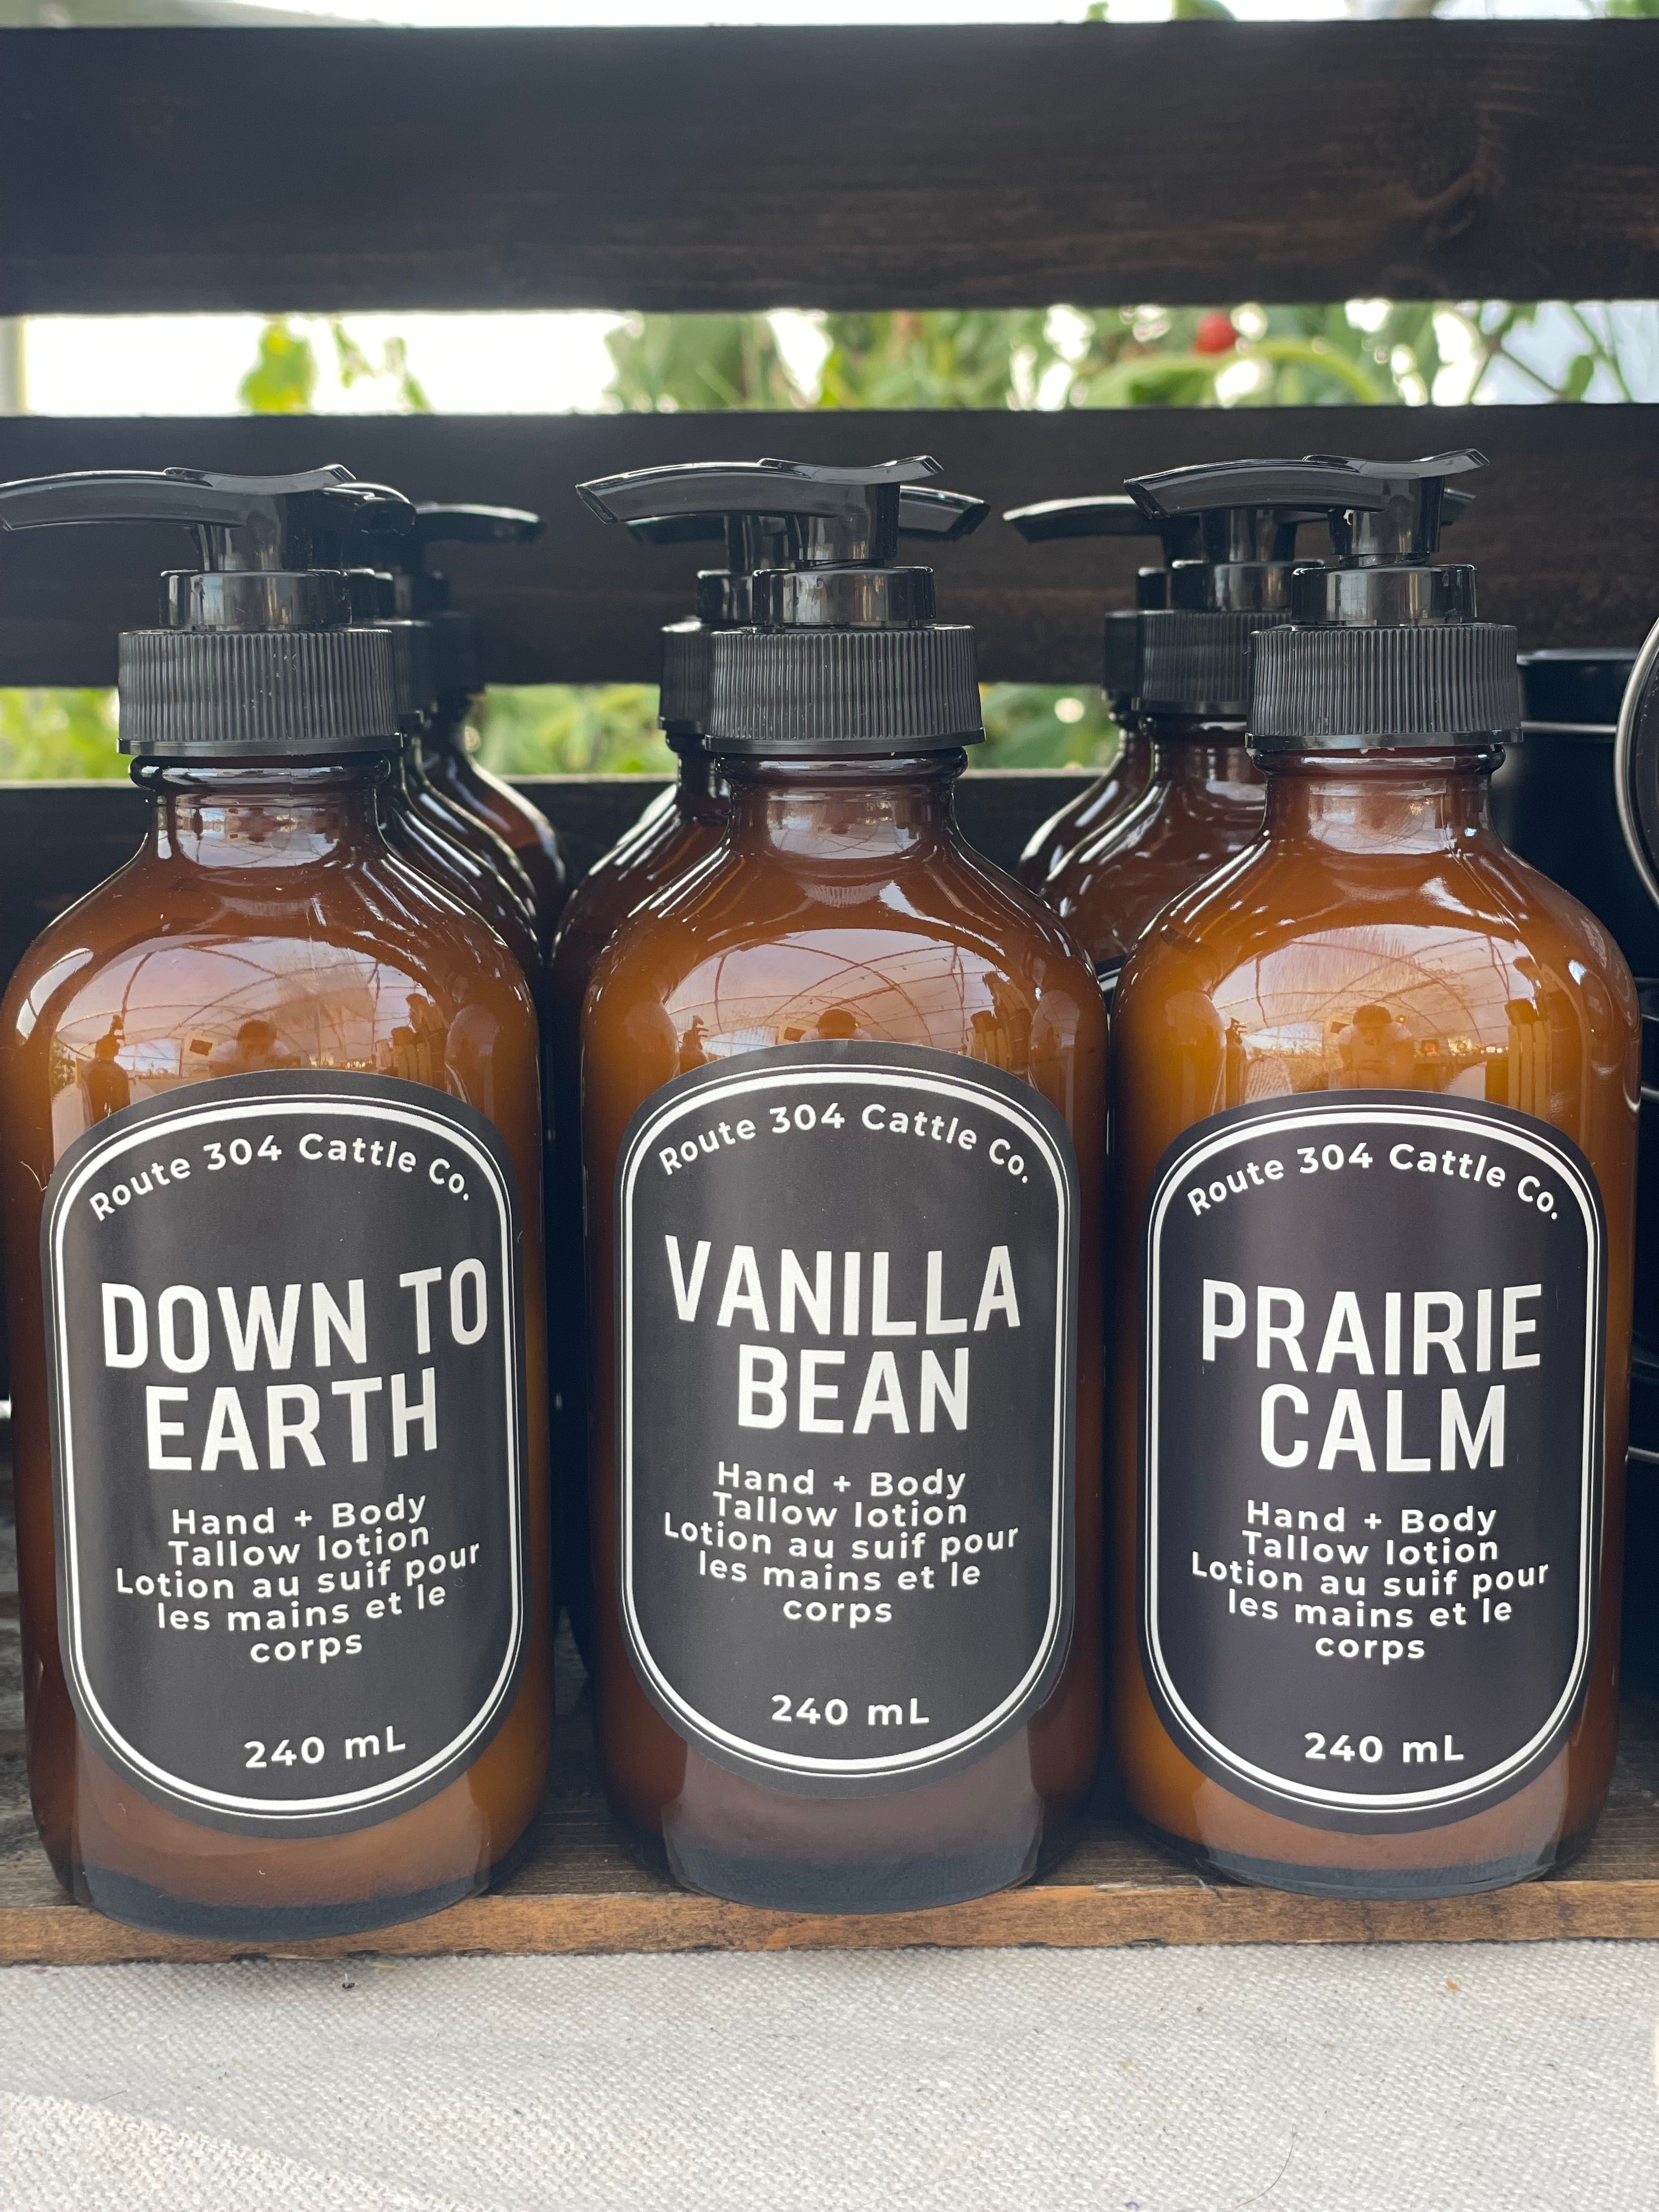 Route 304 Cattle Co.
DOWN TO
EARTH
Hand + Body
Tallow lotion
Lotion au suif pour
les mains et le
corps
240 mL
Route 304 Cattle Co.
VANILLA
BEAN
Hand + Body
Tallow lotion
Lotion au suif pour
les mains et le
corps
240 mL
Route 304 Cattle Co.
PRAIRIE
CALM
Hand + Body
Tallow lotion
Lotion au suif pour
les mains et le
corps
240 mL